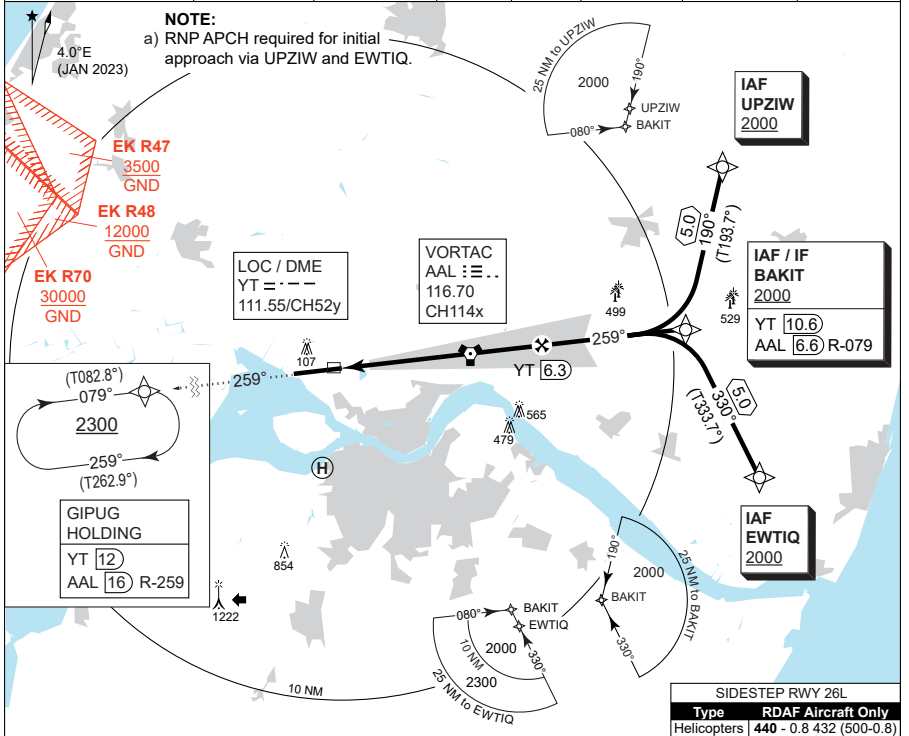 NOTE:
a) RNP APCH required for initial
approach via UPZIW and EWTIQ.
4.0°E
(JAN 2023)
EK R47
3500
GND
EK R48
12000
GND
EK R70
30000
GND
25 NM to UPZIW
2000
190°
UPZIW
080°
BAKIT
IAF
UPZIW
2000
5.0
190°
(T193.7°)
LOC / DME
YT
111.55/CH52y
VORTAC
AAL
116.70
CH114x
499
529
IAF / IF
BAKIT
2000
YT 10.6
AAL 6.6 R-079
107
259°
YT 6.3
259°
5.0
330°
(T333.7°)
(T082.8°)
079°
2300
259°
(T262.9°)
565
479
H
GIPUG
HOLDING
YT 12
AAL 16 R-259
854
1222
IAF
EWTIQ
2000
190°
2000
25 NM to BAKIT
BAKIT
330°
080°
BAKIT
EWTIQ
2000
10 NM
330°
2300
25 NM to EWTIQ
10 NM
SIDESTEP RWY 26L
Type RDAF Aircraft Only
Helicopters 440 - 0.8 432 (500-0.8)